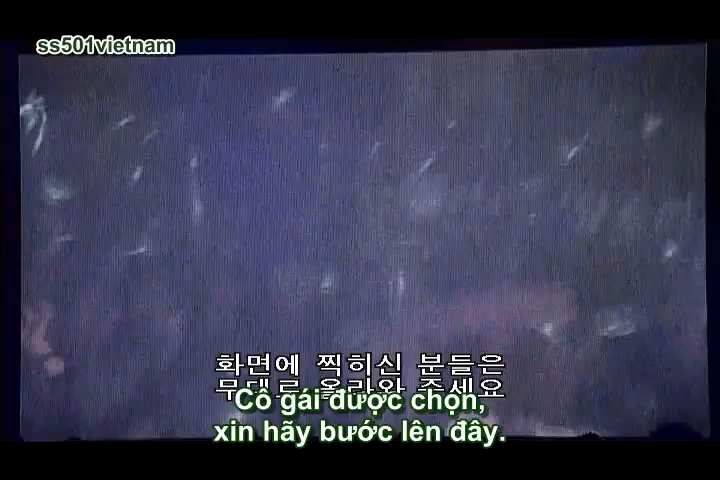 ss501vietnam
화면에 찍히신 분들은
무대로 올라와 주세요
Cô gái được chọn,
xin hãy bước lên đây.